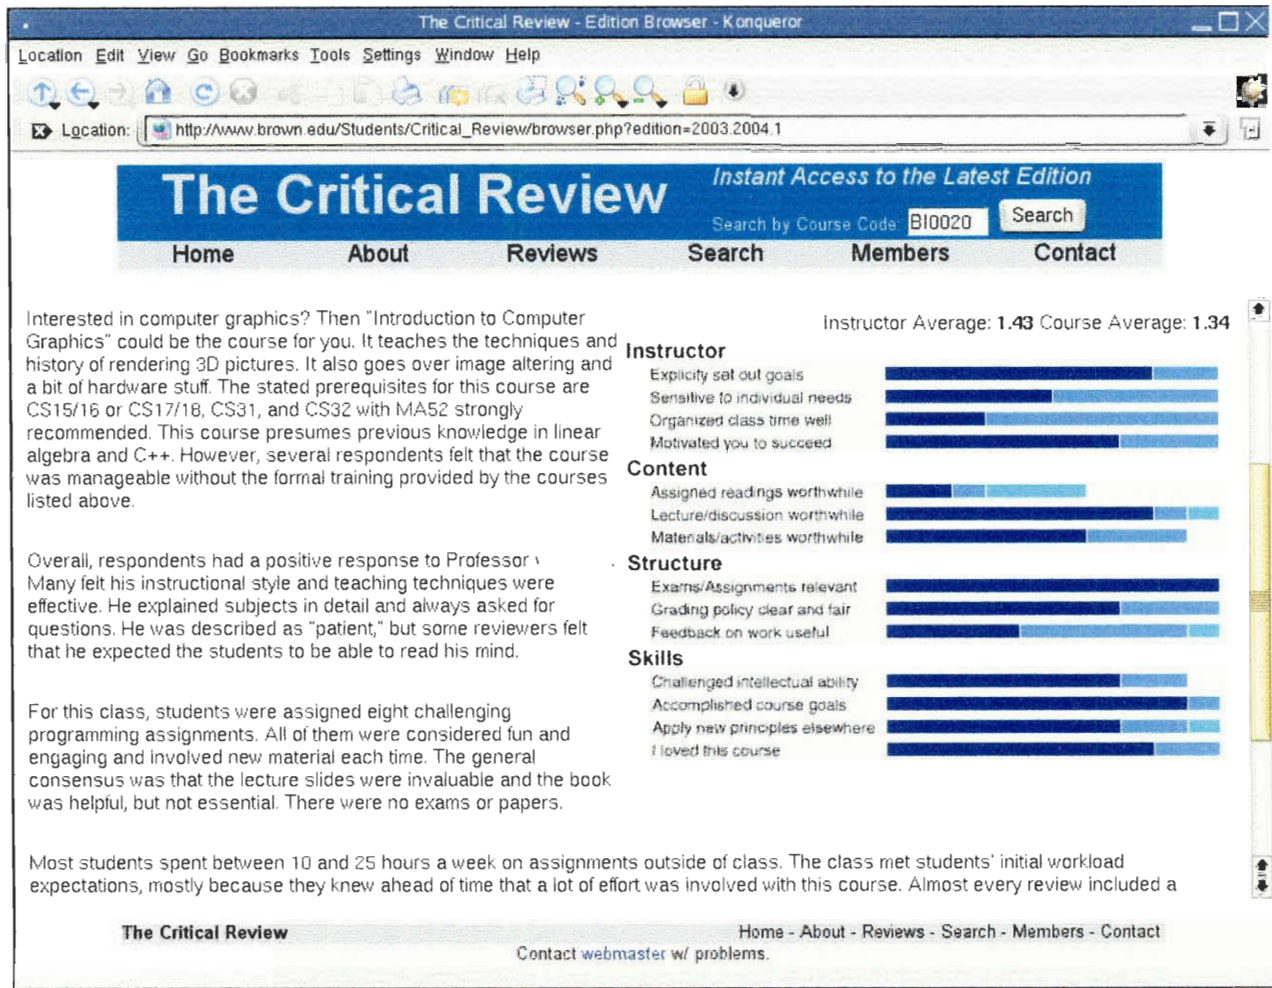 The Critical Review - Edition Browser - Konqueror
Location Edit View Go Bookmarks Tools Settings Window Help
Location: http://www.brown.edu/Students/Critical_Review/browser.php?edition=2003.2004.1
The Critical Review
Instant Access to the Latest Edition
Search by Course Code: BI0020 Search
Home About Reviews Search Members Contact
Interested in computer graphics? Then "Introduction to Computer
Graphics" could be the course for you. It teaches the techniques and
history of rendering 3D pictures. It also goes over image altering and
a bit of hardware stuff. The stated prerequisites for this course are
CS15/16 or CS17/18, CS31, and CS32 with MA52 strongly
recommended. This course presumes previous knowledge in linear
algebra and C++. However, several respondents felt that the course
was manageable without the formal training provided by the courses
listed above.
Overall, respondents had a positive response to Professor
Many felt his instructional style and teaching techniques were
effective. He explained subjects in detail and always asked for
questions. He was described as "patient," but some reviewers felt
that he expected the students to be able to read his mind.
For this class, students were assigned eight challenging
programming assignments. All of them were considered fun and
engaging and involved new material each time. The general
consensus was that the lecture slides were invaluable and the book
was helpful, but not essential. There were no exams or papers.
Instructor Average: 1.43 Course Average: 1.34
Instructor
Explicity set out goals
Sensitive to individual needs
Organized class time well
Motivated you to succeed
Content
Assigned readings worthwhile
Lecture/discussion worthwhile
Materials/activities worthwhile
Structure
Exams/Assignments relevant
Grading policy clear and fair
Feedback on work useful
Skills
Challenged intellectual ability
Accomplished course goals
Apply new principles elsewhere
I loved this course
Most students spent between 10 and 25 hours a week on assignments outside of class. The class met students' initial workload
expectations, mostly because they knew ahead of time that a lot of effort was involved with this course. Almost every review included a
The Critical Review
Home - About - Reviews - Search - Members - Contact
Contact webmaster w/ problems.